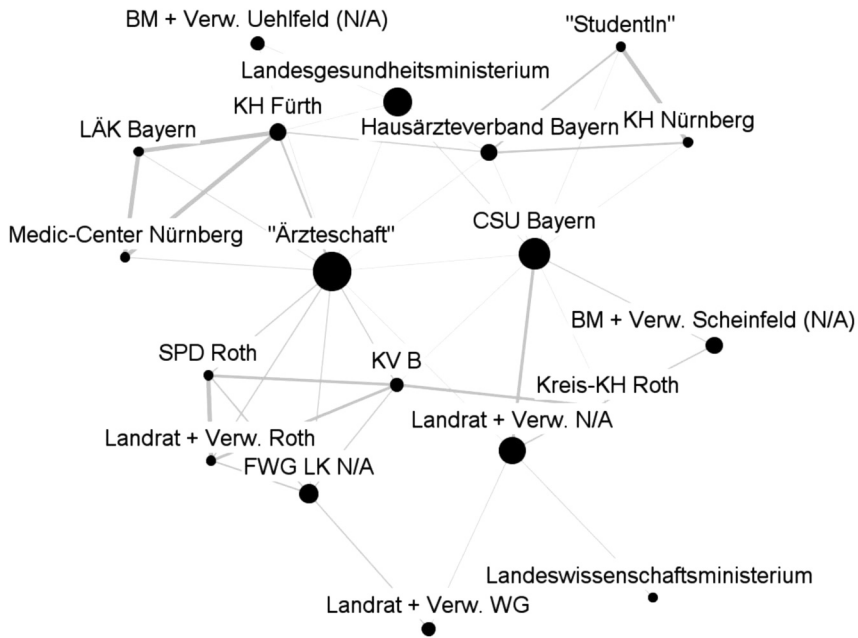 BM + Verw. Uehlfeld (N/A)
"StudentIn"
Landesgesundheitsministerium
KH Fürth
LÄK Bayern
Hausärzteverband Bayern
KH Nürnberg
Medic-Center Nürnberg
"Ärzteschaft"
CSU Bayern
BM + Verw. Scheinfeld (N/A)
SPD Roth
KV B
Kreis-KH Roth
Landrat + Verw. N/A
Landrat + Verw. Roth
FWG LK N/A
Landeswissenschaftsministerium
Landrat + Verw. WG